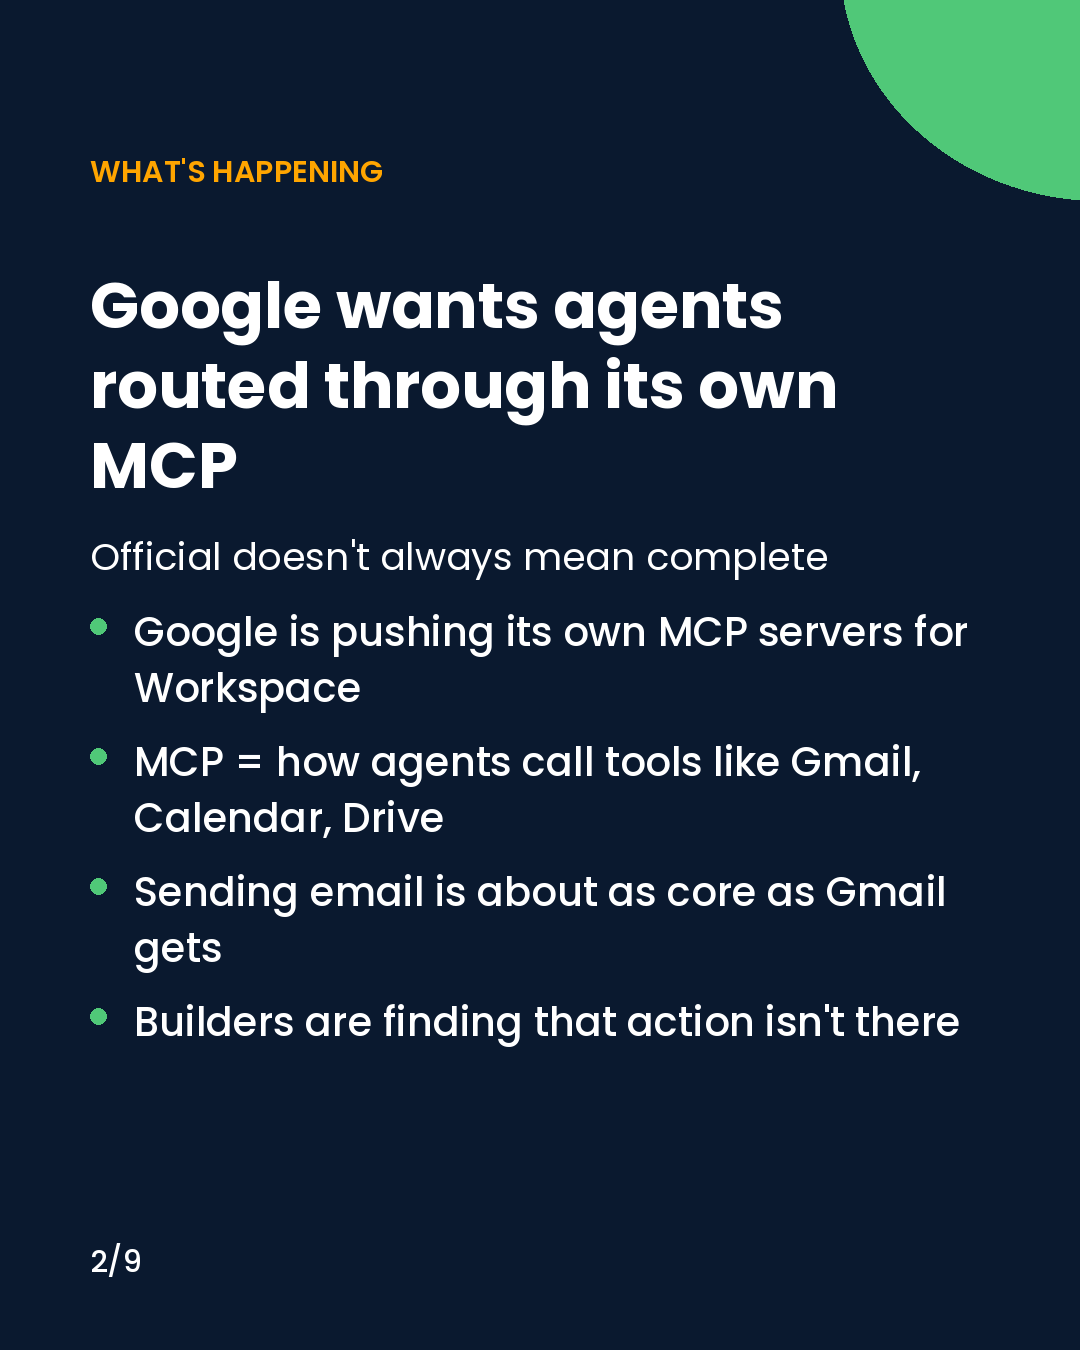 WHAT'S HAPPENING
Google wants agents
routed through its own
MCP
Official doesn't always mean complete
Google is pushing its own MCP servers for
Workspace
MCP = how agents call tools like Gmail,
Calendar, Drive
Sending email is about as core as Gmail
gets
Builders are finding that action isn't there
2/9